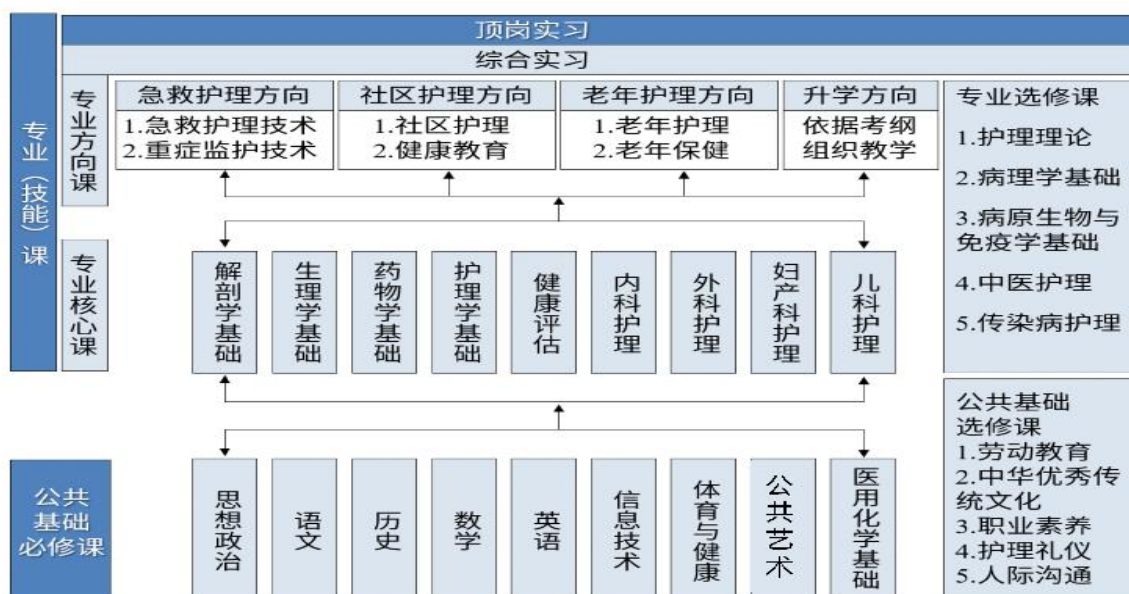 顶岗实习
综合实习
专业（技能）课
专业方向课
急救护理方向
1.急救护理技术
2.重症监护技术
社区护理方向
1.社区护理
2.健康教育
老年护理方向
1.老年护理
2.老年保健
升学方向
依据考纲
组织教学
专业选修课
1.护理理论
2.病理学基础
3.病原生物与
免疫学基础
4.中医护理
5.传染病护理
专业核心课
解剖学基础
生理学基础
药物学基础
护理学基础
健康评估
内科护理
外科护理
妇产科护理
儿科护理
公共基础
选修课
1.劳动教育
2.中华优秀传
统文化
3.职业素养
4.护理礼仪
5.人际沟通
公共
基础
必修课
思想政治
语文
历史
数学
英语
信息技术
体育与健康
公共艺术
医用化学基础